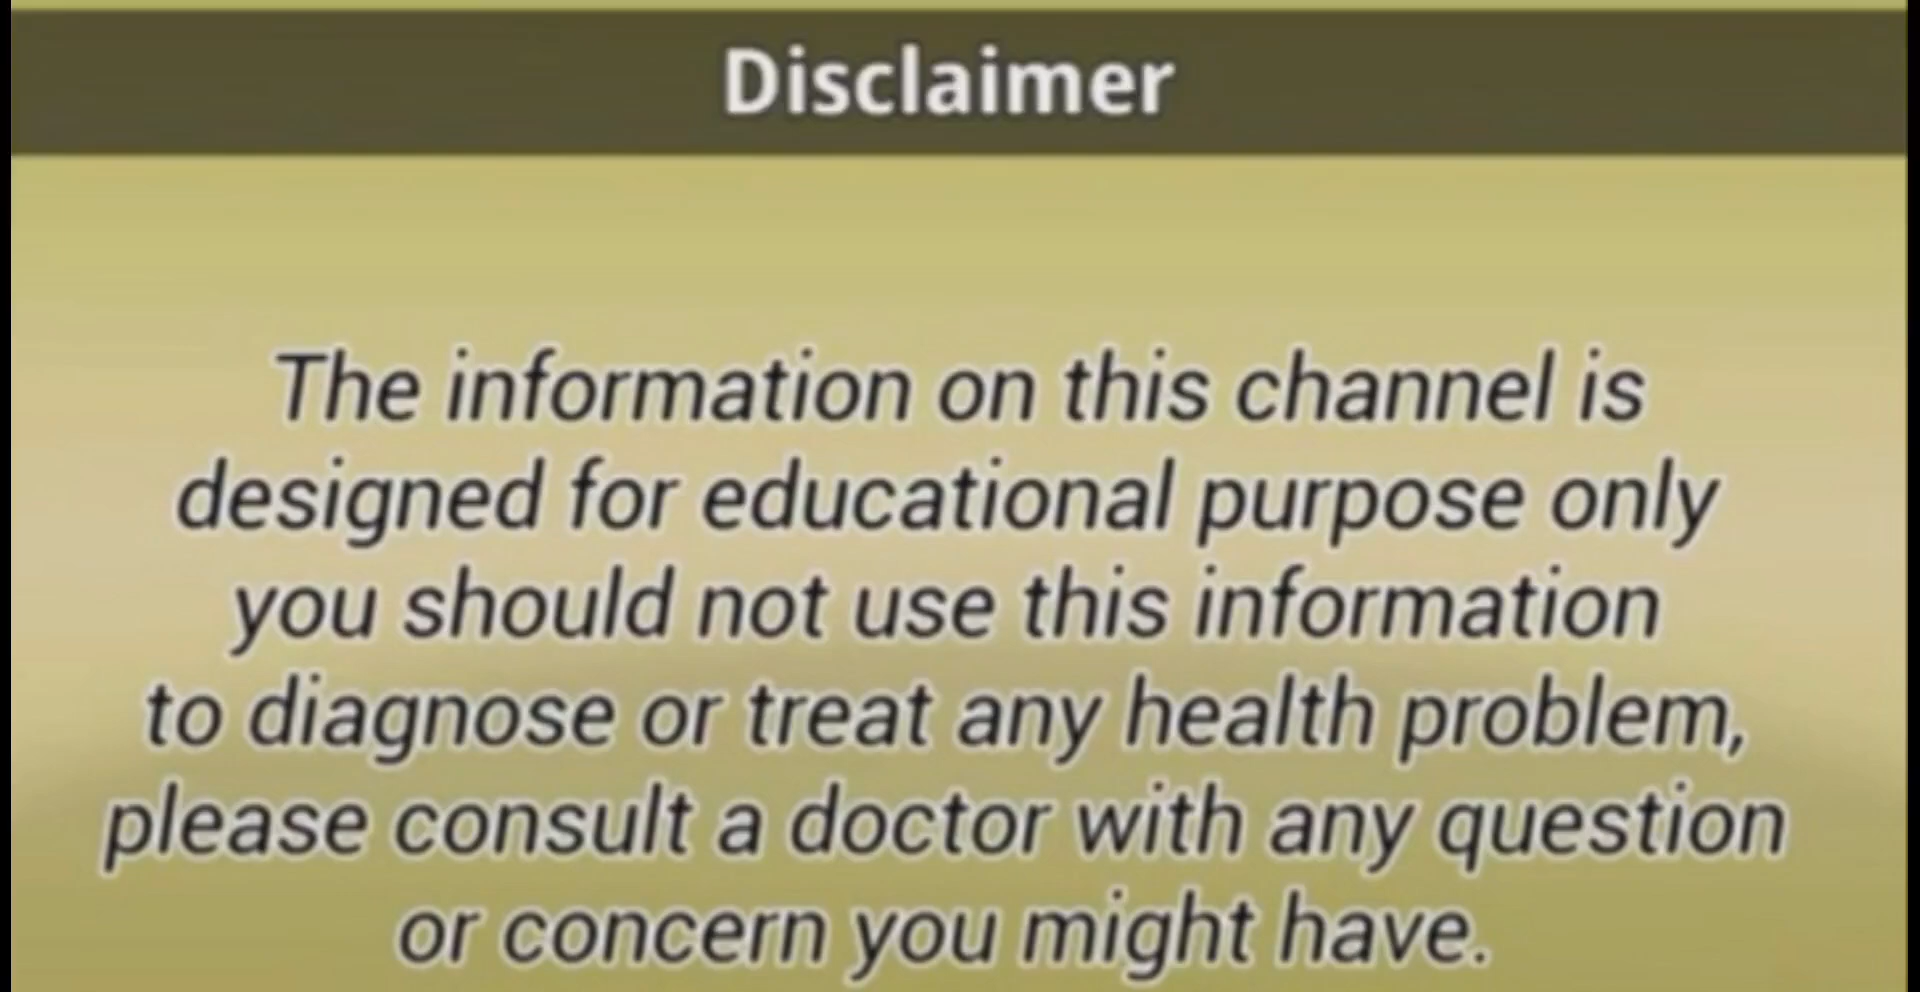 Disclaimer
The information on this channel is
designed for educational purpose only
you should not use this information
to diagnose or treat any health problem,
please consult a doctor with any question
or concern you might have.